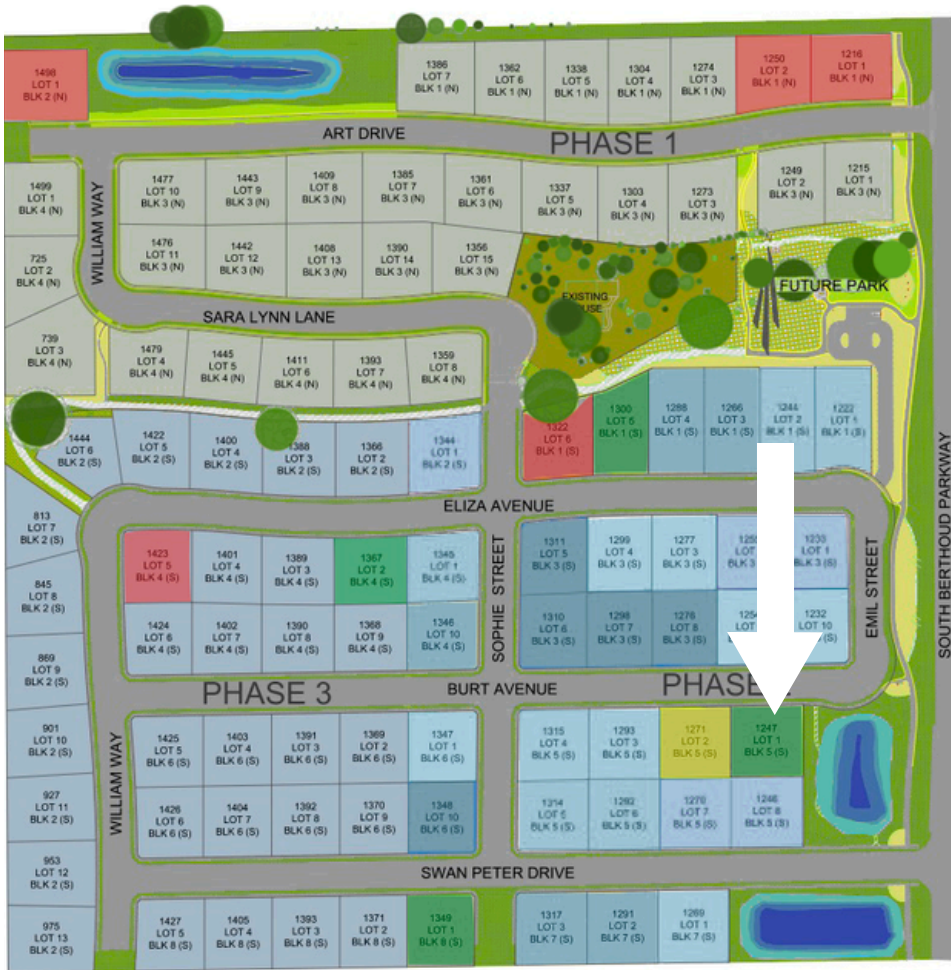 1498
LOT 1
BLK 2 (N)
1386
LOT 7
BLK 1 (N)
1362
LOT 6
BLK 1 (N)
1338
LOT 5
BLK 1 (N)
1304
LOT 4
BLK 1 (N)
1274
LOT 3
BLK 1 (N)
1250
LOT 2
BLK 1 (N)
1216
LOT 1
BLK 1 (N)
ART DRIVE
PHASE 1
1499
LOT 1
BLK 4 (N)
WILLIAM WAY
1477
LOT 10
BLK 3 (N)
1443
LOT 9
BLK 3 (N)
1409
LOT 8
BLK 3 (N)
1385
LOT 7
BLK 3 (N)
1361
LOT 6
BLK 3 (N)
1337
LOT 5
BLK 3 (N)
1303
LOT 4
BLK 3 (N)
1273
LOT 3
BLK 3 (N)
1249
LOT 2
BLK 3 (N)
1215
LOT 1
BLK 3 (N)
725
LOT 2
BLK 4 (N)
1476
LOT 11
BLK 3 (N)
1442
LOT 12
BLK 3 (N)
1408
LOT 13
BLK 3 (N)
1390
LOT 14
BLK 3 (N)
1356
LOT 15
BLK 3 (N)
EXISTING
FUTURE PARK
SARA LYNN LANE
739
LOT 3
BLK 4 (N)
1479
LOT 4
BLK 4 (N)
1445
LOT 5
BLK 4 (N)
1411
LOT 6
BLK 4 (N)
1393
LOT 7
BLK 4 (N)
1359
LOT 8
BLK 4 (N)
1322
LOT 6
BLK 1 (S)
1300
LOT 5
BLK 1 (S)
1288
LOT 4
BLK 1 (S)
1266
LOT 3
BLK 1 (S)
1244
LOT 2
BLK 1 (S)
1222
LOT 1
BLK 1 (S)
1444
LOT 6
BLK 2 (S)
1422
LOT 5
BLK 2 (S)
1400
LOT 4
BLK 2 (S)
1388
LOT 3
BLK 2 (S)
1366
LOT 2
BLK 2 (S)
1344
LOT 1
BLK 2 (S)
ELIZA AVENUE
SOUTH BERTHOUD PARKWAY
813
LOT 7
BLK 2 (S)
1423
LOT 5
BLK 4 (S)
1401
LOT 4
BLK 4 (S)
1389
LOT 3
BLK 4 (S)
1367
LOT 2
BLK 4 (S)
1345
LOT 1
BLK 4 (S)
SOPHIE STREET
1311
LOT 5
BLK 3 (S)
1299
LOT 4
BLK 3 (S)
1277
LOT 3
BLK 3 (S)
1233
LOT 1
BLK 3 (S)
EMIL STREET
845
LOT 8
BLK 2 (S)
1424
LOT 6
BLK 4 (S)
1402
LOT 7
BLK 4 (S)
1390
LOT 8
BLK 4 (S)
1368
LOT 9
BLK 4 (S)
1346
LOT 10
BLK 4 (S)
1310
LOT 6
BLK 3 (S)
1298
LOT 7
BLK 3 (S)
1276
LOT 8
BLK 3 (S)
1232
LOT 10
869
LOT 9
BLK 2 (S)
PHASE 3
BURT AVENUE
PHASE
901
LOT 10
BLK 2 (S)
WILLIAM WAY
1425
LOT 5
BLK 6 (S)
1403
LOT 4
BLK 6 (S)
1391
LOT 3
BLK 6 (S)
1369
LOT 2
BLK 6 (S)
1347
LOT 1
BLK 6 (S)
1315
LOT 4
BLK 5 (S)
1293
LOT 3
BLK 5 (S)
1271
LOT 2
BLK 5 (S)
1247
LOT 1
BLK 5 (S)
927
LOT 11
BLK 2 (S)
1426
LOT 6
BLK 6 (S)
1404
LOT 7
BLK 6 (S)
1392
LOT 8
BLK 6 (S)
1370
LOT 9
BLK 6 (S)
1348
LOT 10
BLK 6 (S)
1314
LOT 5
BLK 5 (S)
1292
LOT 6
BLK 5 (S)
1270
LOT 7
BLK 5 (S)
1246
LOT 8
BLK 5 (S)
953
LOT 12
BLK 2 (S)
SWAN PETER DRIVE
975
LOT 13
BLK 2 (S)
1427
LOT 5
BLK 8 (S)
1405
LOT 4
BLK 8 (S)
1393
LOT 3
BLK 8 (S)
1371
LOT 2
BLK 8 (S)
1349
LOT 1
BLK 8 (S)
1317
LOT 3
BLK 7 (S)
1291
LOT 2
BLK 7 (S)
1269
LOT 1
BLK 7 (S)